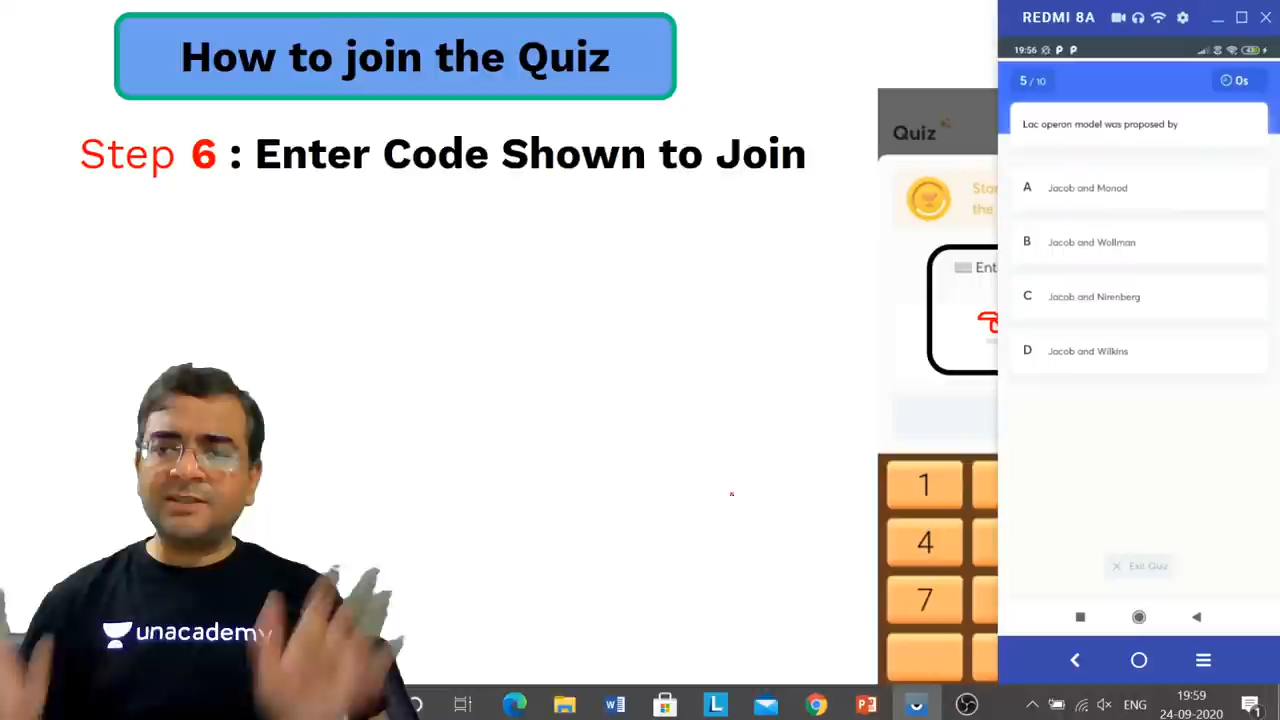 How to join the Quiz
Step 6 : Enter Code Shown to Join
unacademy
Quiz
the
1
4
7
REDMI 8A
19:56
5 / 10
0s
Lac operon model was proposed by
A Jacob and Monod
B Jacob and Wollman
C Jacob and Nirenberg
D Jacob and Wilkins
Exit Quiz
ENG
19:59
24-09-2020